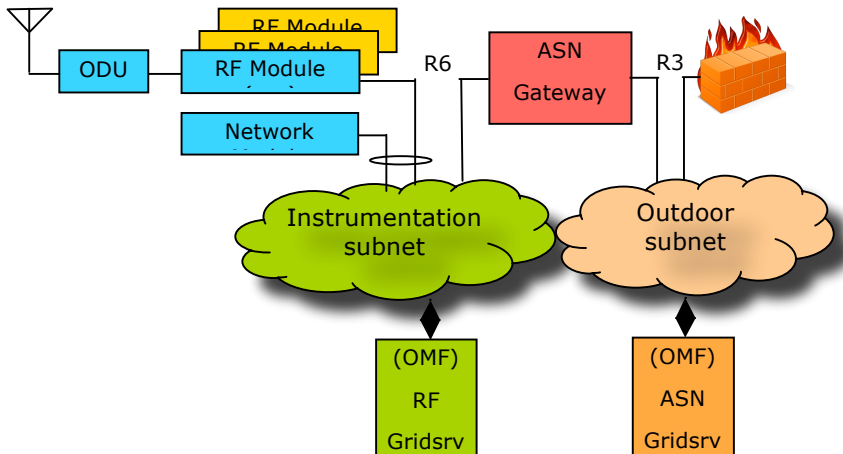 RF Module
RF Module
ODU
RF Module
R6
ASN
Gateway
R3
Network
Instrumentation
subnet
Outdoor
subnet
(OMF)
RF
Gridsrv
(OMF)
ASN
Gridsrv